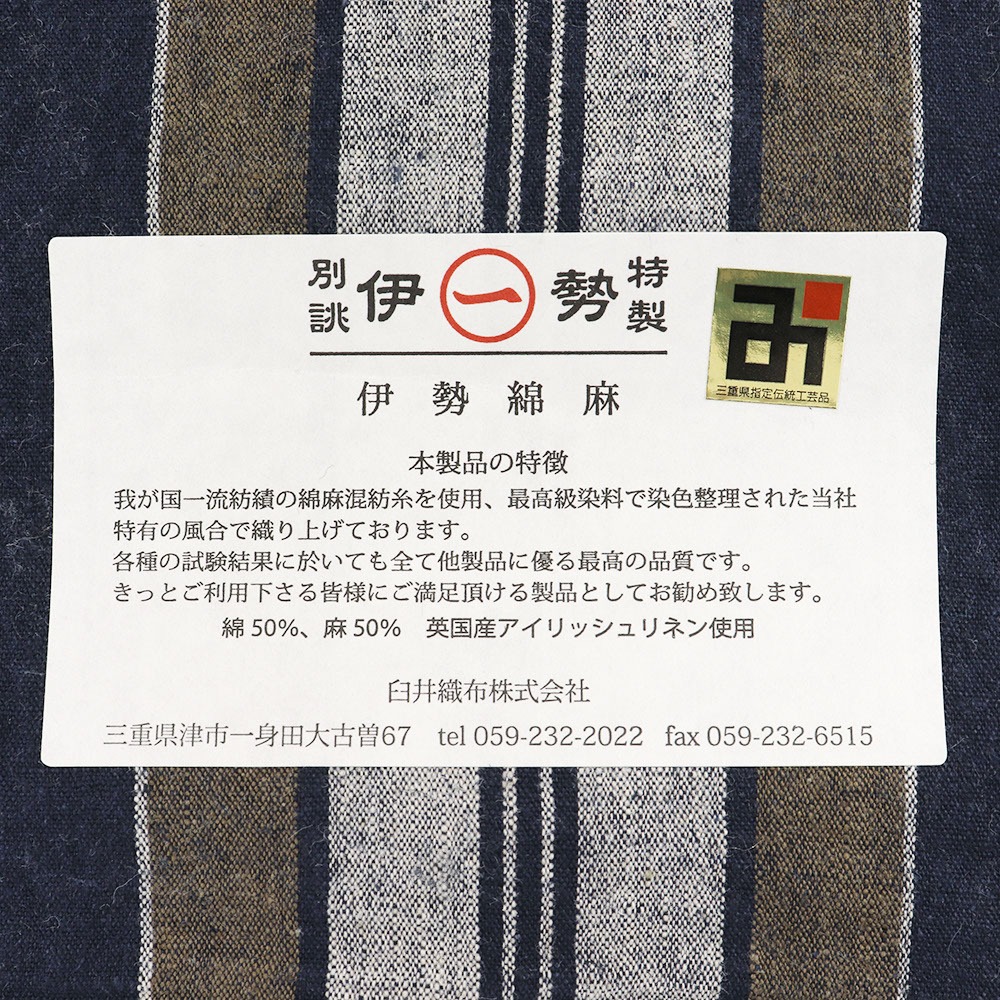 別誂 伊 一 勢 特製
伊勢綿麻
三重県指定伝統工芸品
本製品の特徴
我が国一流紡績の綿麻混紡糸を使用、最高級染料で染色整理された当社
特有の風合で織り上げております。
各種の試験結果に於いても全て他製品に優る最高の品質です。
きっとご利用下さる皆様にご満足頂ける製品としてお勧め致します。
綿50%、麻50% 英国産アイリッシュリネン使用
臼井織布株式会社
三重県津市一身田大古曽67 tel 059-232-2022 fax 059-232-6515